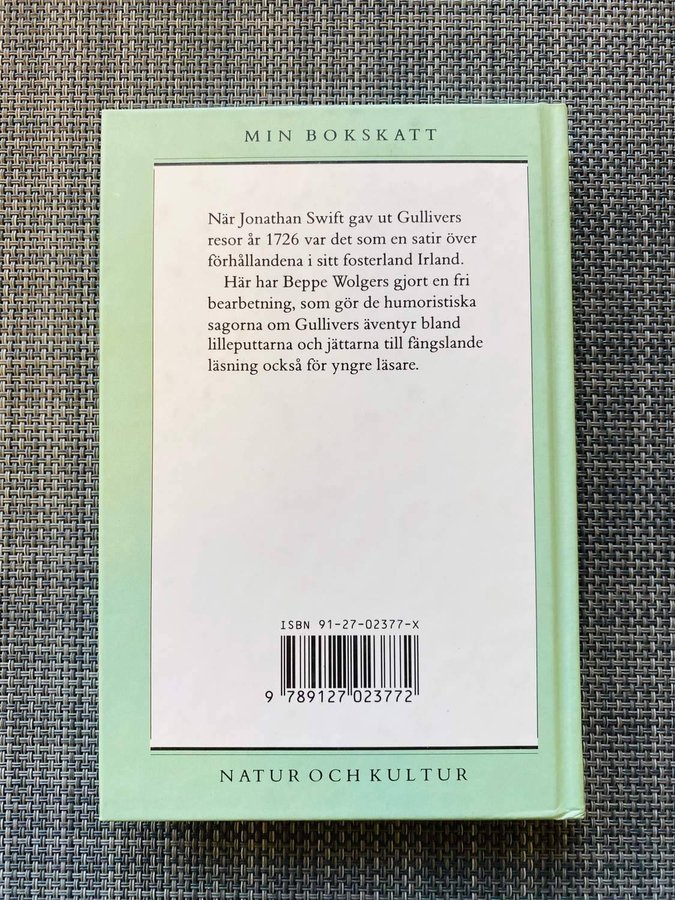 MIN BOKSKATT
När Jonathan Swift gav ut Gullivers
resor år 1726 var det som en satir över
förhållandena i sitt fosterland Irland.
Här har Beppe Wolgers gjort en fri
bearbetning, som gör de humoristiska
sagorna om Gullivers äventyr bland
lilleputtarna och jättarna till fångslande
läsning också för yngre läsare.
ISBN 91-27-02377-X
9 789127 023772
NATUR OCH KULTUR